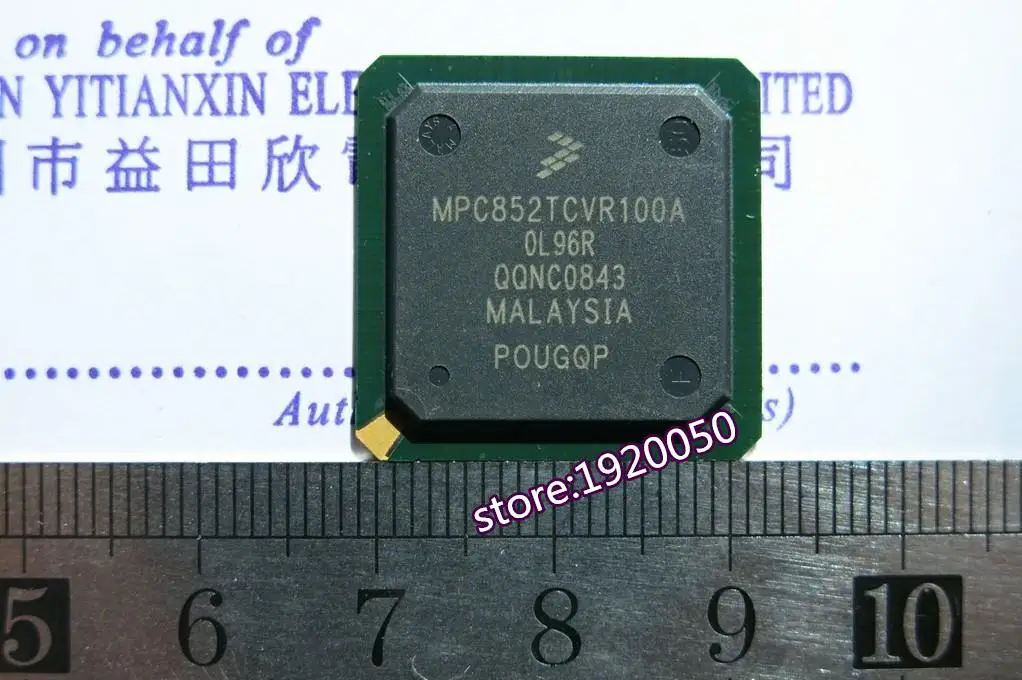 on behalf of
N YITIANXIN ELE ITED
市益田欣 司
MPC852TCVR100A
0L96R
QQNC0843
MALAYSIA
POUGQP
store:1920050
5 6 7 8 9 10